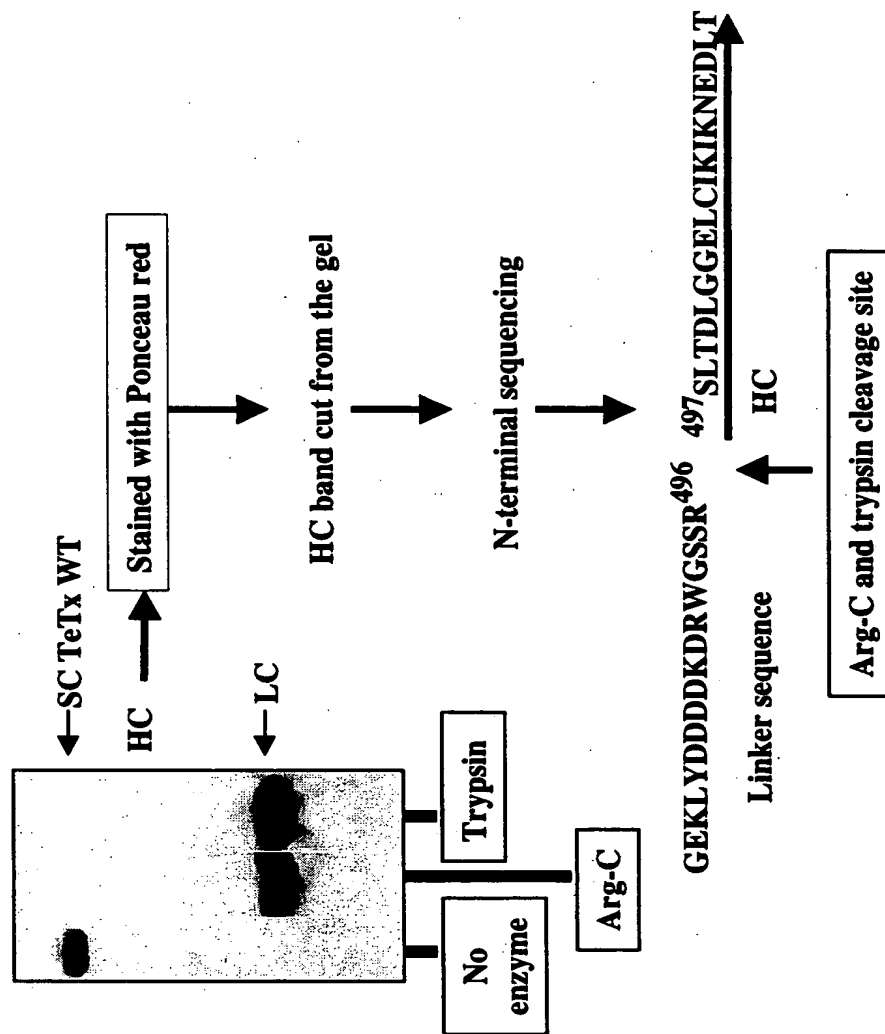 SC TeTx WT
HC
LC
Stained with Ponceau red
No
enzyme
Arg-C
Trypsin
HC band cut from the gel
N-terminal sequencing
GEKLYDDDDKDRWGSSR496 497SLTDLGGELCIKIKNEDLT
Linker sequence
HC
Arg-C and trypsin cleavage site